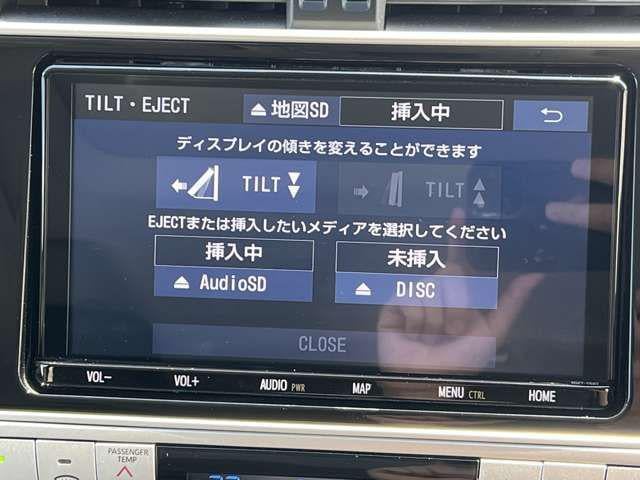 TILT・EJECT
地図SD
挿入中
ディスプレイの傾きを変えることができます
TILT
TILT
EJECTまたは挿入したいメディアを選択してください
挿入中
未挿入
AudioSD
DISC
CLOSE
VOL- VOL+ AUDIO PWR MAP MENU CTRL HOME
PASSENGER
TEMP